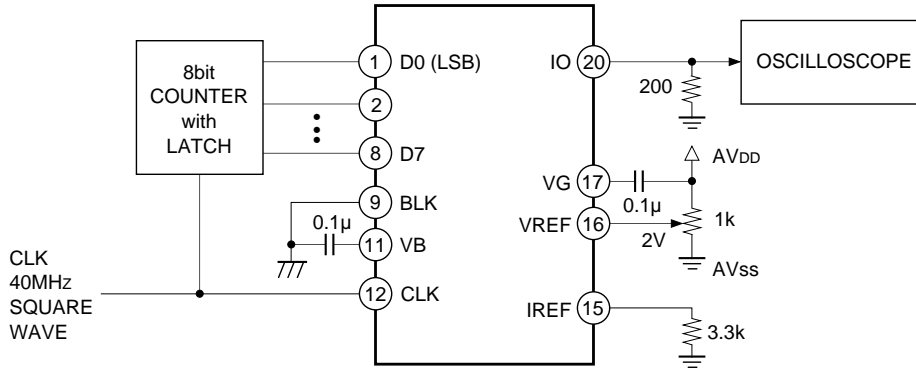 8bit
COUNTER
with
LATCH
1
D0 (LSB)
2
8
D7
9
BLK
0.1µ
11
VB
12
CLK
CLK
40MHz
SQUARE
WAVE
IO
20
200
OSCILLOSCOPE
AVDD
VG
17
0.1µ
1k
VREF
16
2V
AVss
IREF
15
3.3k